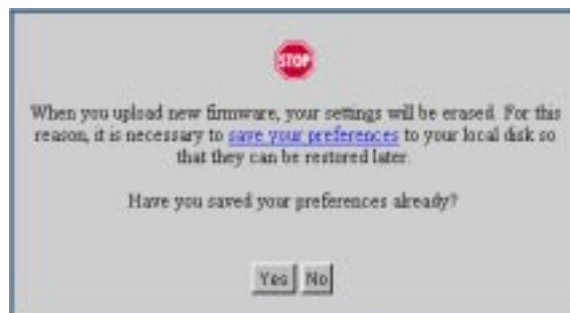 STOP
When you upload new firmware, your settings will be erased. For this
reason, it is necessary to save your preferences to your local disk so
that they can be restored later.
Have you saved your preferences already?
Yes No